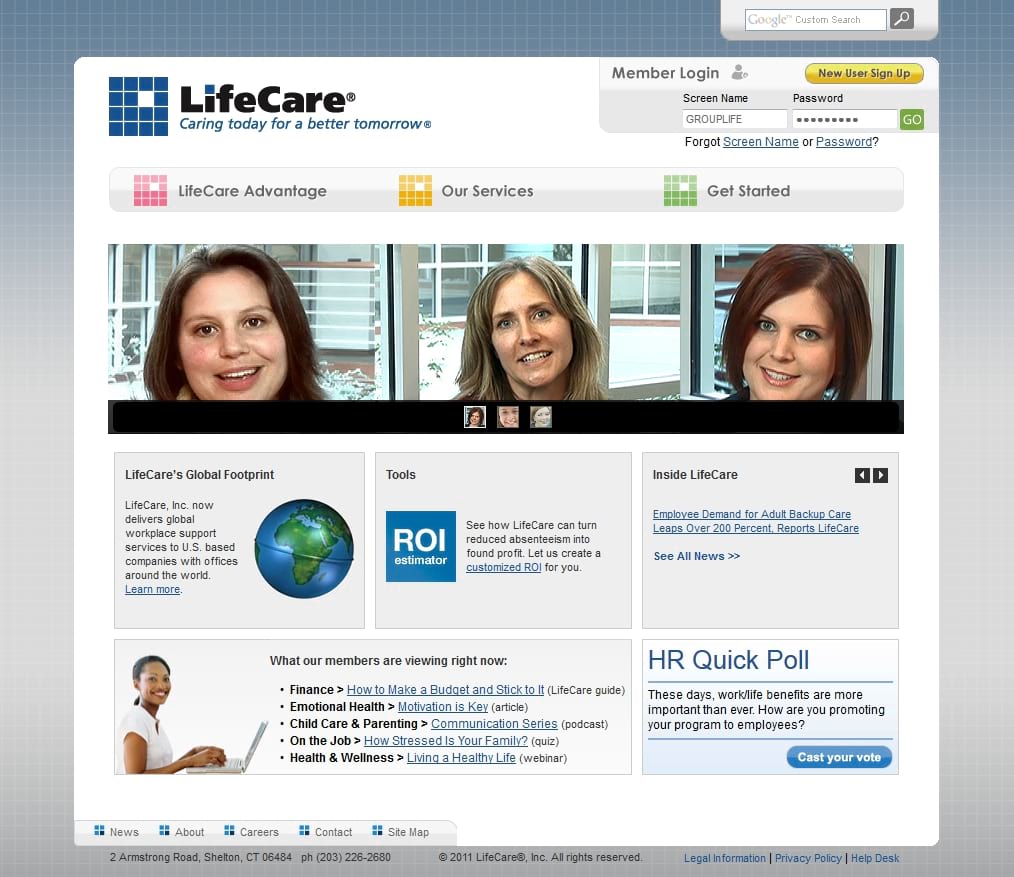 Google™ Custom Search
LifeCare®
Caring today for a better tomorrow®
Member Login
New User Sign Up
Screen Name
Password
GROUPLIFE
•••••••••
GO
Forgot Screen Name or Password?
LifeCare Advantage
Our Services
Get Started
LifeCare's Global Footprint
LifeCare, Inc. now
delivers global
workplace support
services to U.S. based
companies with offices
around the world.
Learn more.
Tools
ROI
estimator
See how LifeCare can turn
reduced absenteeism into
found profit. Let us create a
customized ROI for you.
Inside LifeCare
Employee Demand for Adult Backup Care
Leaps Over 200 Percent, Reports LifeCare
See All News >>
What our members are viewing right now:
• Finance > How to Make a Budget and Stick to It (LifeCare guide)
• Emotional Health > Motivation is Key (article)
• Child Care & Parenting > Communication Series (podcast)
• On the Job > How Stressed Is Your Family? (quiz)
• Health & Wellness > Living a Healthy Life (webinar)
HR Quick Poll
These days, work/life benefits are more
important than ever. How are you promoting
your program to employees?
Cast your vote
News
About
Careers
Contact
Site Map
2 Armstrong Road, Shelton, CT 06484 ph (203) 226-2680
© 2011 LifeCare®, Inc. All rights reserved.
Legal Information | Privacy Policy | Help Desk